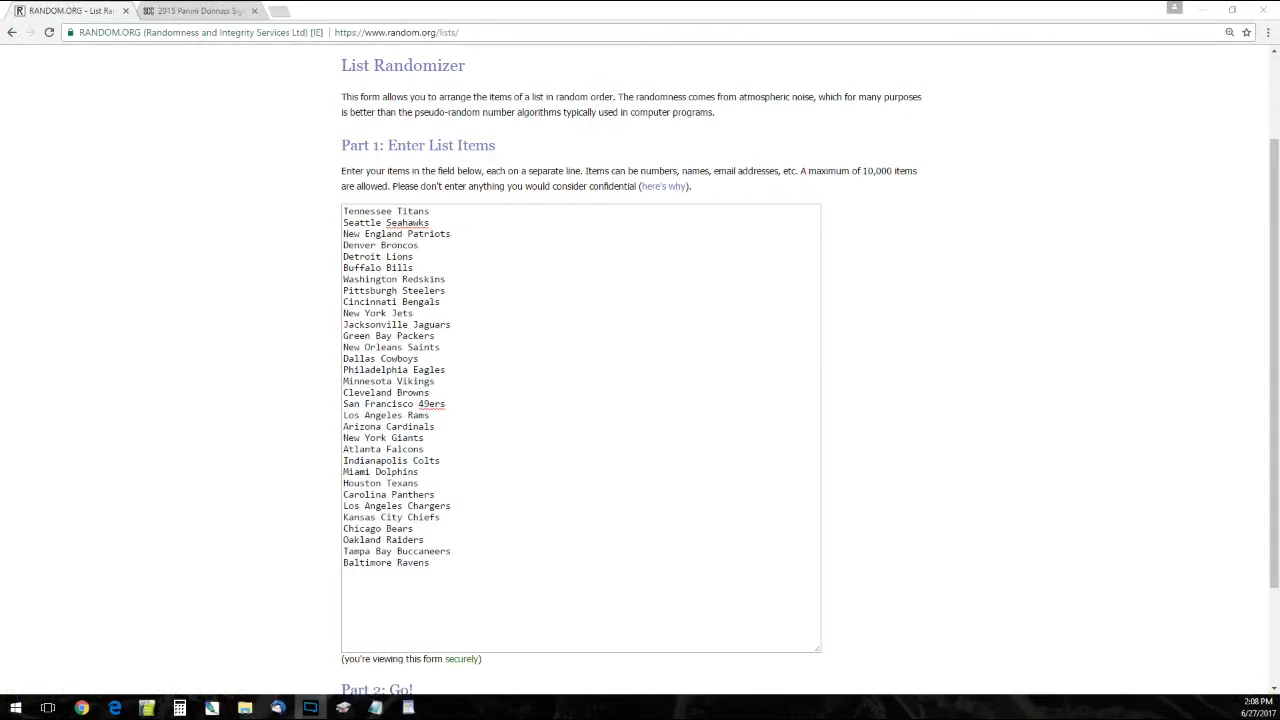 RANDOM.ORG - List Ra
2015 Panini Donruss Sig
RANDOM.ORG (Randomness and Integrity Services Ltd) [IE]
https://www.random.org/lists/
List Randomizer
This form allows you to arrange the items of a list in random order. The randomness comes from atmospheric noise, which for many purposes
is better than the pseudo-random number algorithms typically used in computer programs.
Part 1: Enter List Items
Enter your items in the field below, each on a separate line. Items can be numbers, names, email addresses, etc. A maximum of 10,000 items
are allowed. Please don't enter anything you would consider confidential (here's why).
Tennessee Titans
Seattle Seahawks
New England Patriots
Denver Broncos
Detroit Lions
Buffalo Bills
Washington Redskins
Pittsburgh Steelers
Cincinnati Bengals
New York Jets
Jacksonville Jaguars
Green Bay Packers
New Orleans Saints
Dallas Cowboys
Philadelphia Eagles
Minnesota Vikings
Cleveland Browns
San Francisco 49ers
Los Angeles Rams
Arizona Cardinals
New York Giants
Atlanta Falcons
Indianapolis Colts
Miami Dolphins
Houston Texans
Carolina Panthers
Los Angeles Chargers
Kansas City Chiefs
Chicago Bears
Oakland Raiders
Tampa Bay Buccaneers
Baltimore Ravens
(you're viewing this form securely)
Part 2: Go!
2:08 PM
6/27/2017